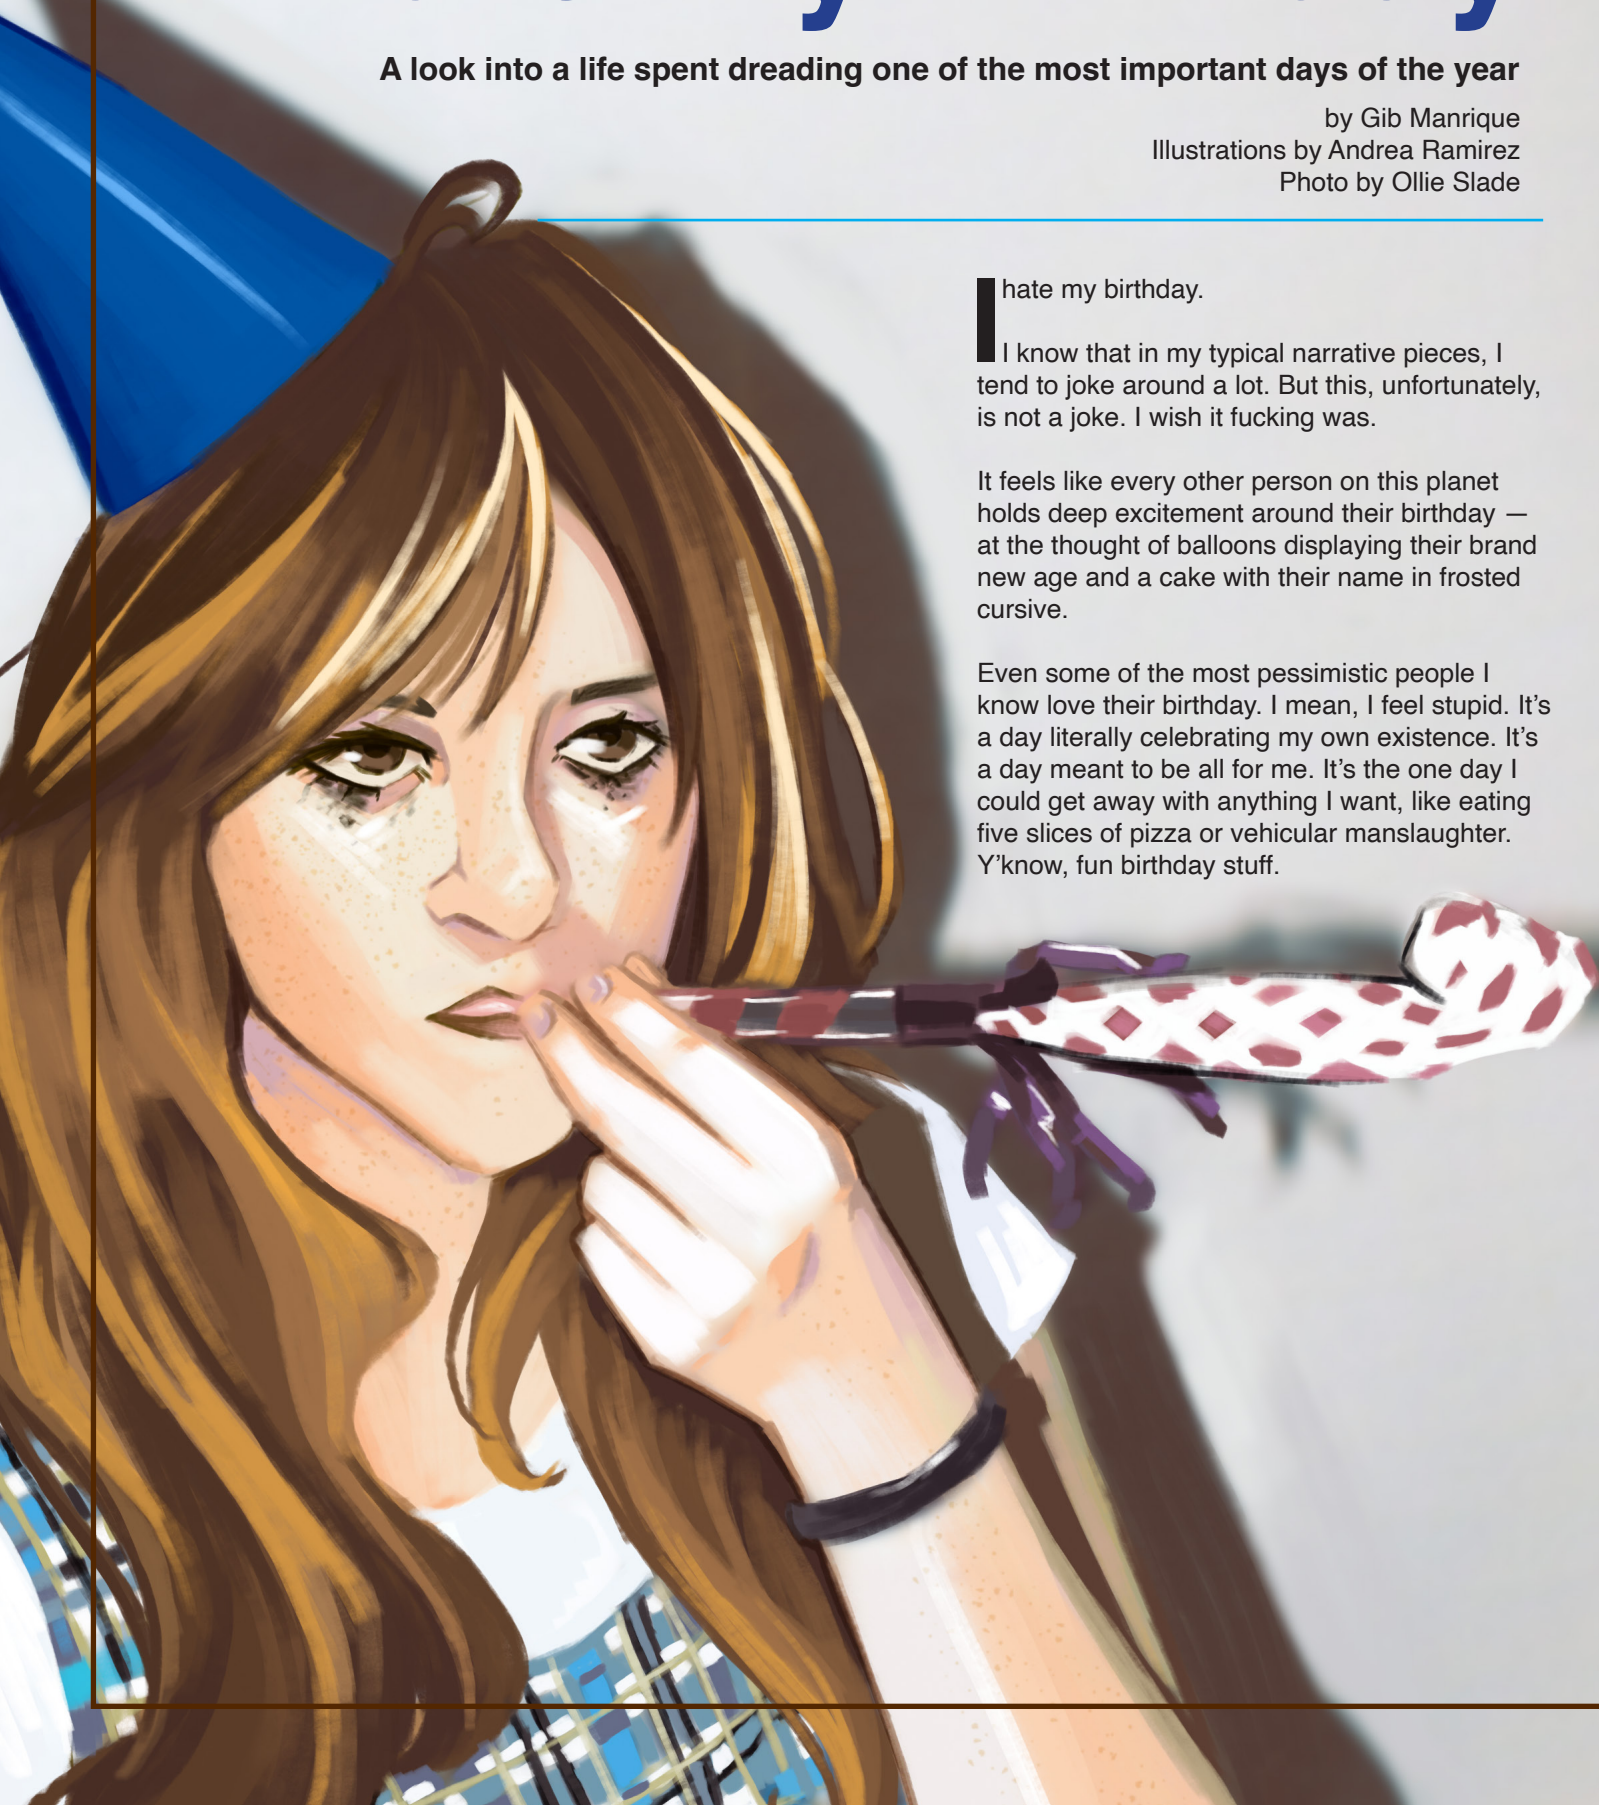 A look into a life spent dreading one of the most important days of the year
by Gib Manrique
Illustrations by Andrea Ramirez
Photo by Ollie Slade
I hate my birthday.
I know that in my typical narrative pieces, I
tend to joke around a lot. But this, unfortunately,
is not a joke. I wish it fucking was.
It feels like every other person on this planet
holds deep excitement around their birthday —
at the thought of balloons displaying their brand
new age and a cake with their name in frosted
cursive.
Even some of the most pessimistic people I
know love their birthday. I mean, I feel stupid. It’s
a day literally celebrating my own existence. It’s
a day meant to be all for me. It’s the one day I
could get away with anything I want, like eating
five slices of pizza or vehicular manslaughter.
Y’know, fun birthday stuff.